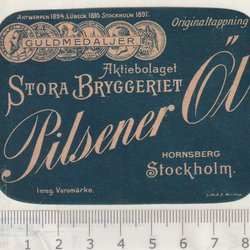 Antwerpen 1894. Lübeck 1895. Stockholm 1897.
Originaltappning
GULDMEDALJER
Aktiebolaget
STORA BRYGGERIET
Pilsener Öl
HORNSBERG
Stockholm.
Inreg. Varumärke.
1 2 3 4 5 6 7 8 9